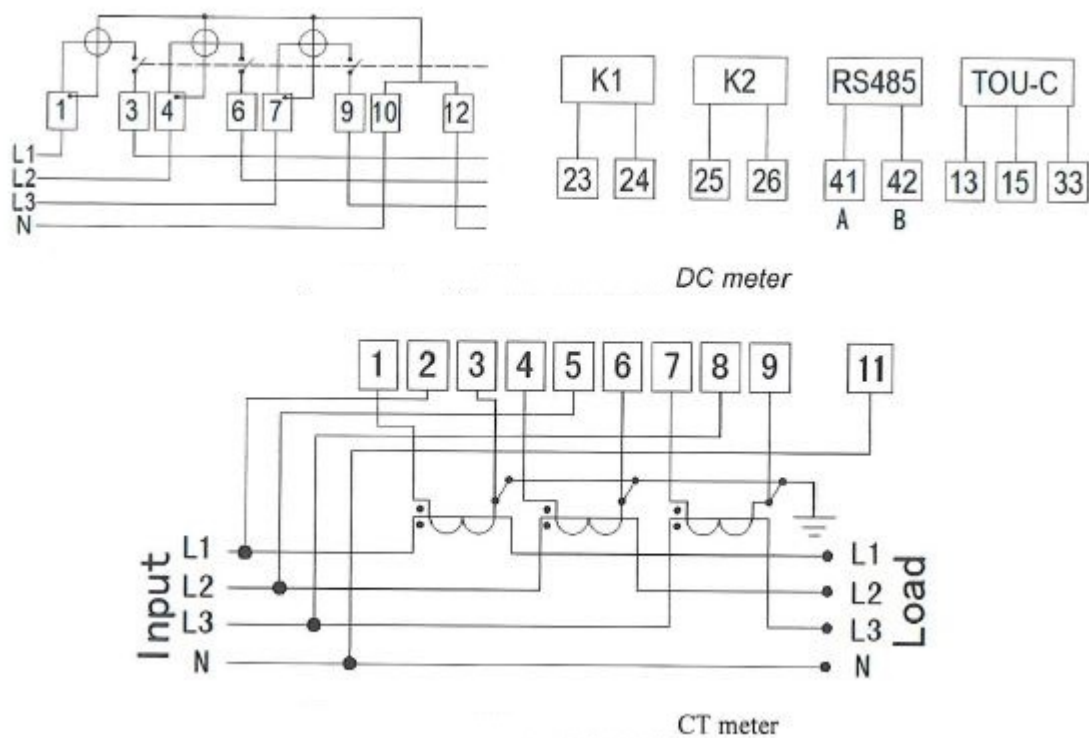 K1 K2 RS485 TOU-C
1 3 4 6 7 9 10 12
23 24 25 26 41 42 13 15 33
L1
L2
L3
N
A B
DC meter
1 2 3 4 5 6 7 8 9 11
Input
L1 L1
L2 L2
L3 L3
N N
Load
CT meter